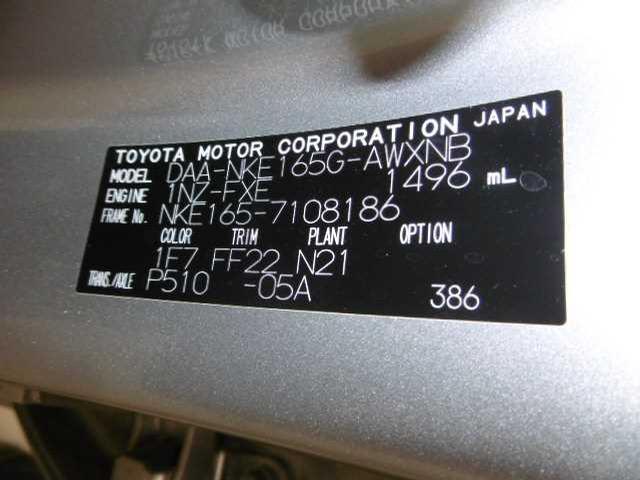 TOYOTA MOTOR CORPORATION JAPAN
MODEL DAA-NKE165G-AWXNB
ENGINE 1NZ-FXE 1496 mL
FRAME No. NKE165-7108186
COLOR TRIM PLANT OPTION
1F7 FF22 N21
TRANS./AXLE P510 -05A
386